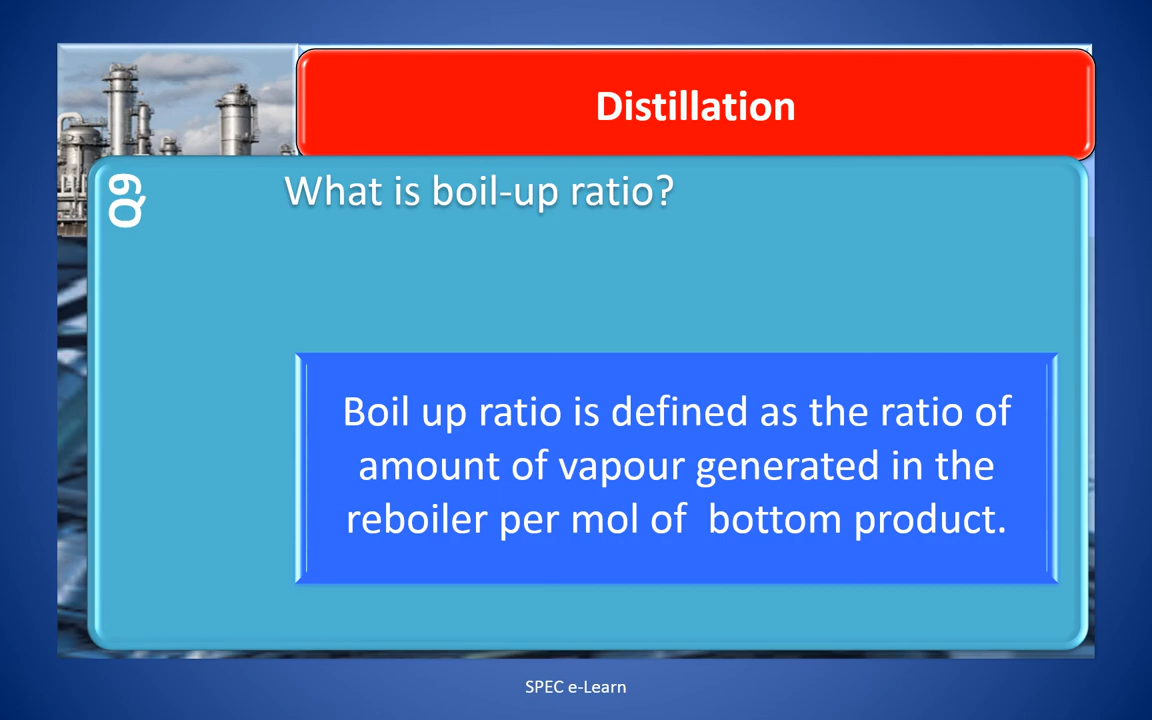 Distillation
Q9
What is boil-up ratio?
Boil up ratio is defined as the ratio of
amount of vapour generated in the
reboiler per mol of  bottom product.
SPEC e-Learn